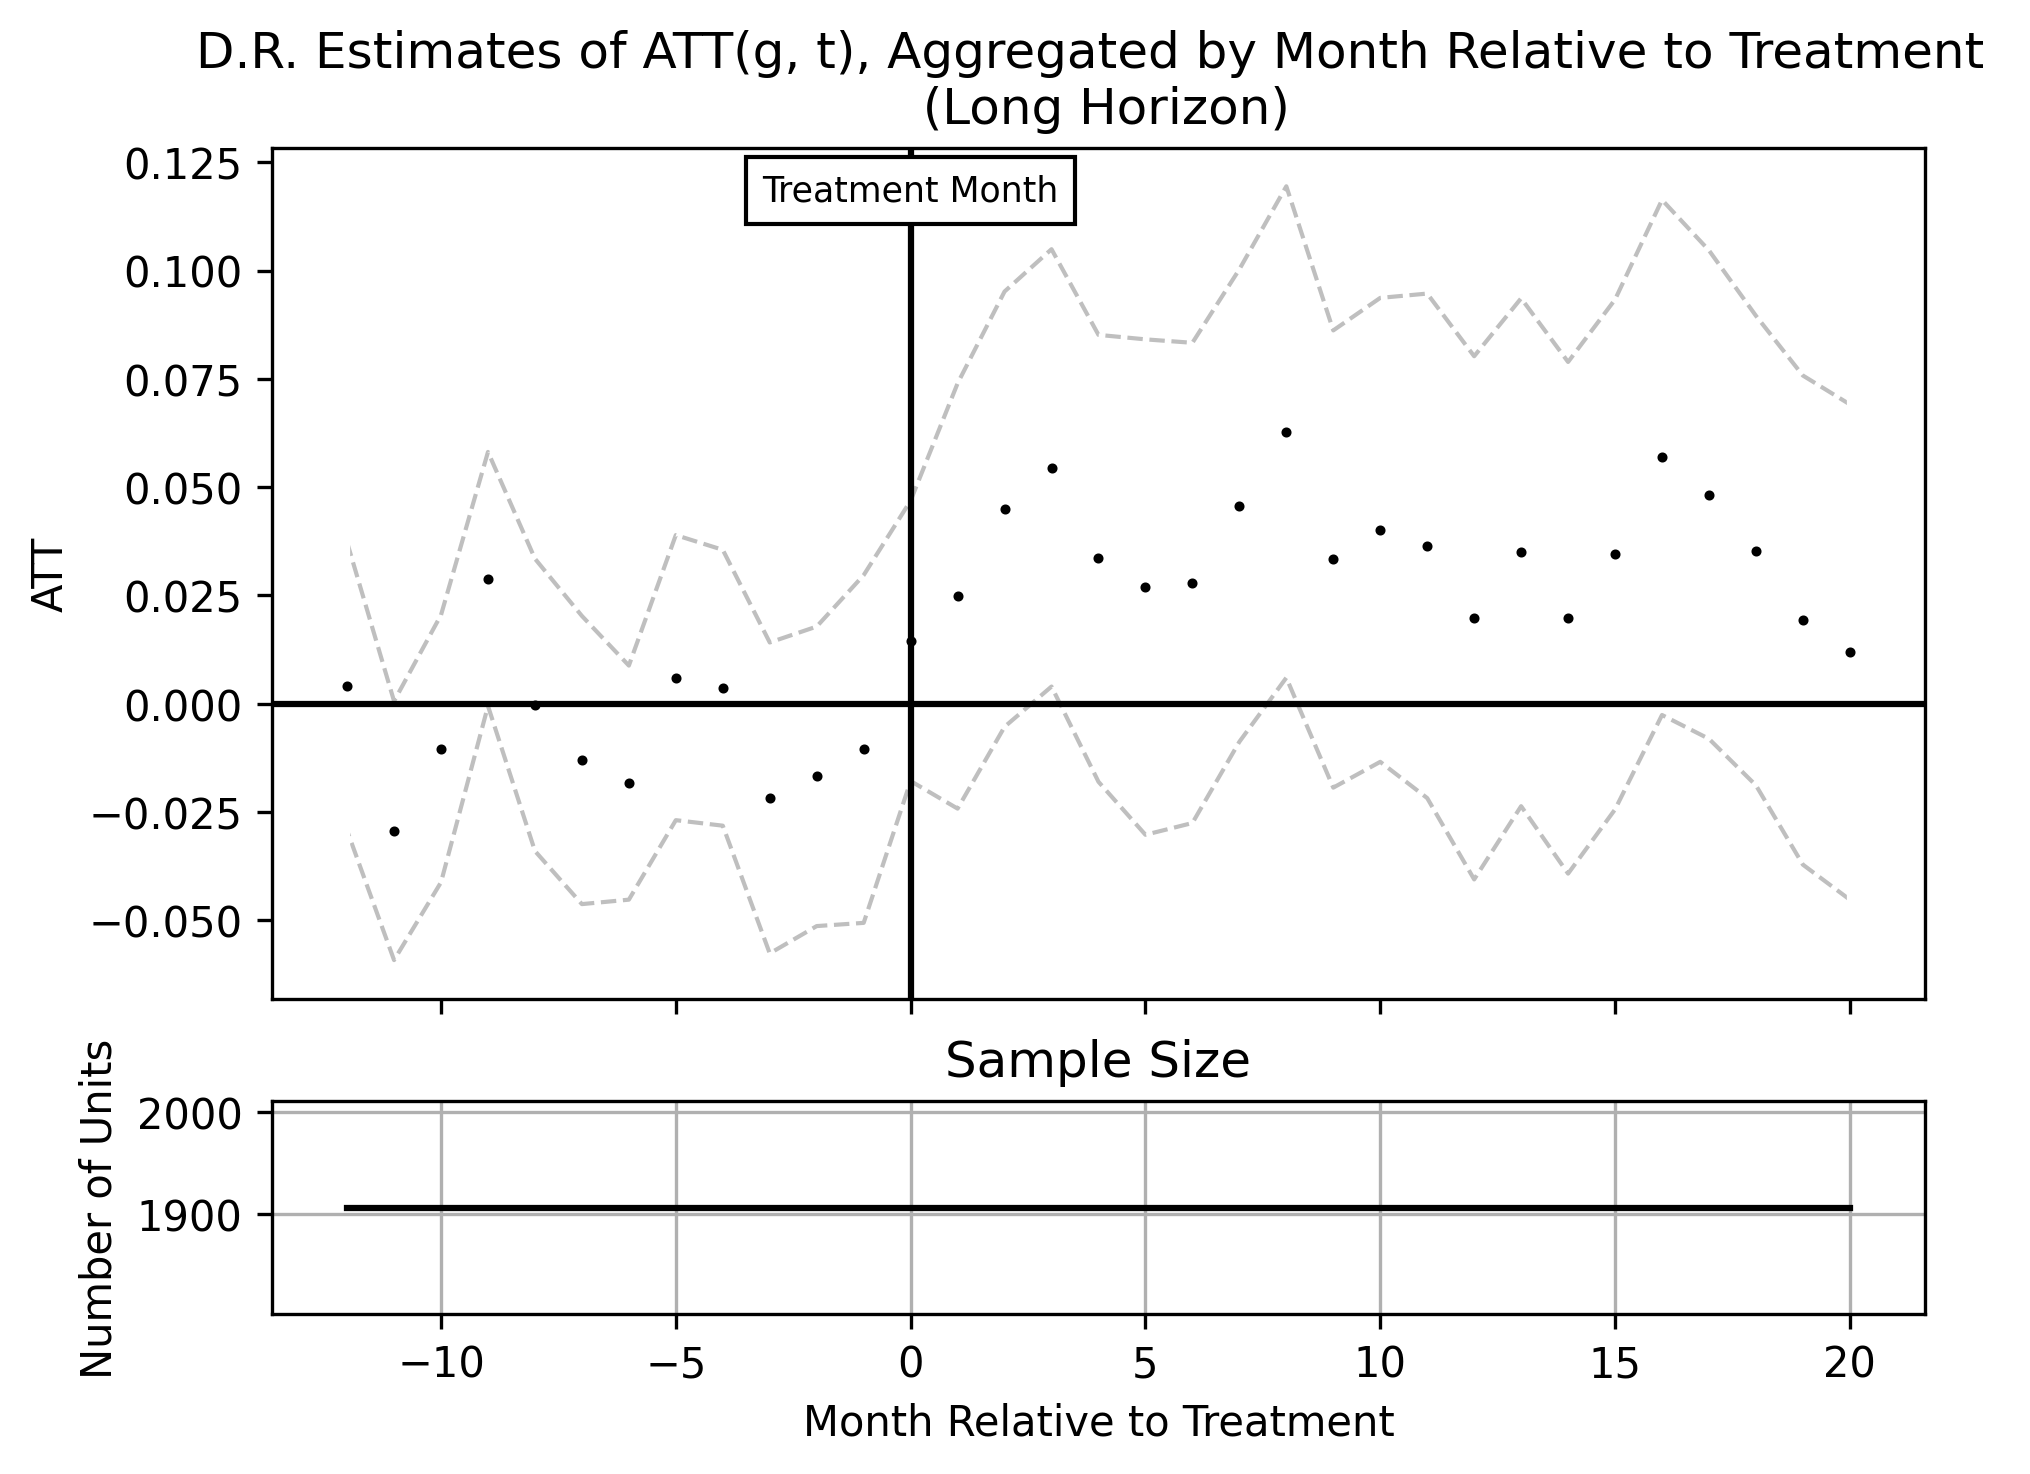 D.R. Estimates of ATT(g, t), Aggregated by Month Relative to Treatment
(Long Horizon)
Treatment Month
0.125
0.100
0.075
0.050
0.025
0.000
−0.025
−0.050
ATT
Sample Size
2000
1900
Number of Units
−10 −5 0 5 10 15 20
Month Relative to Treatment